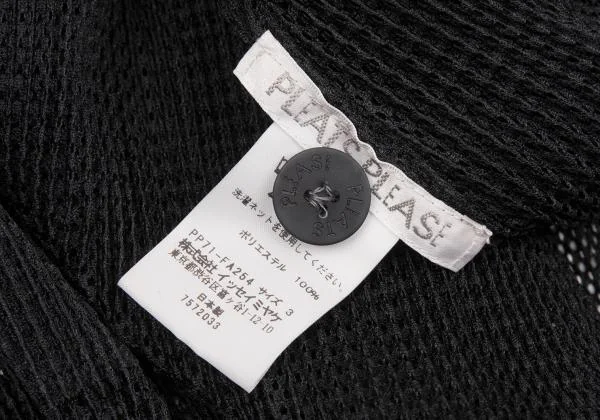 PLEATS PLEASE
PLEATS
PLEAS
洗濯ネットを使用してください。
ポリエステル 100%
PP71-FA264 サイズ 3
株式会社イッセイミヤケ
東京都渋谷区富ヶ谷1-12-10
日本製
7572033